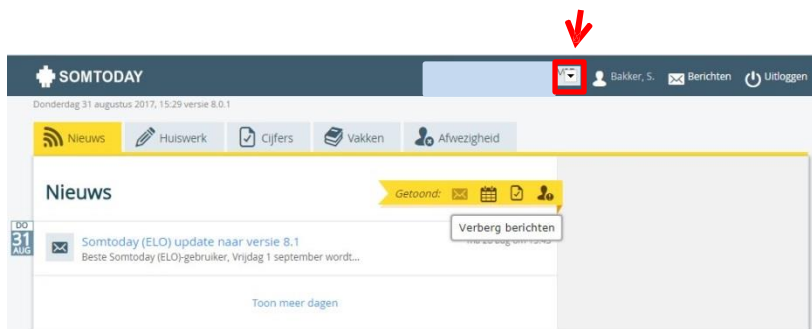 SOMTODAY
Bakker, S. Berichten Uitloggen
Donderdag 31 augustus 2017, 15:29 versie 8.0.1
Nieuws Huiswerk Cijfers Vakken Afwezigheid
Nieuws
Getoond:
Verberg berichten
DO
31
AUG
Somtoday (ELO) update naar versie 8.1
Beste Somtoday (ELO)-gebruiker, Vrijdag 1 september wordt...
Toon meer dagen